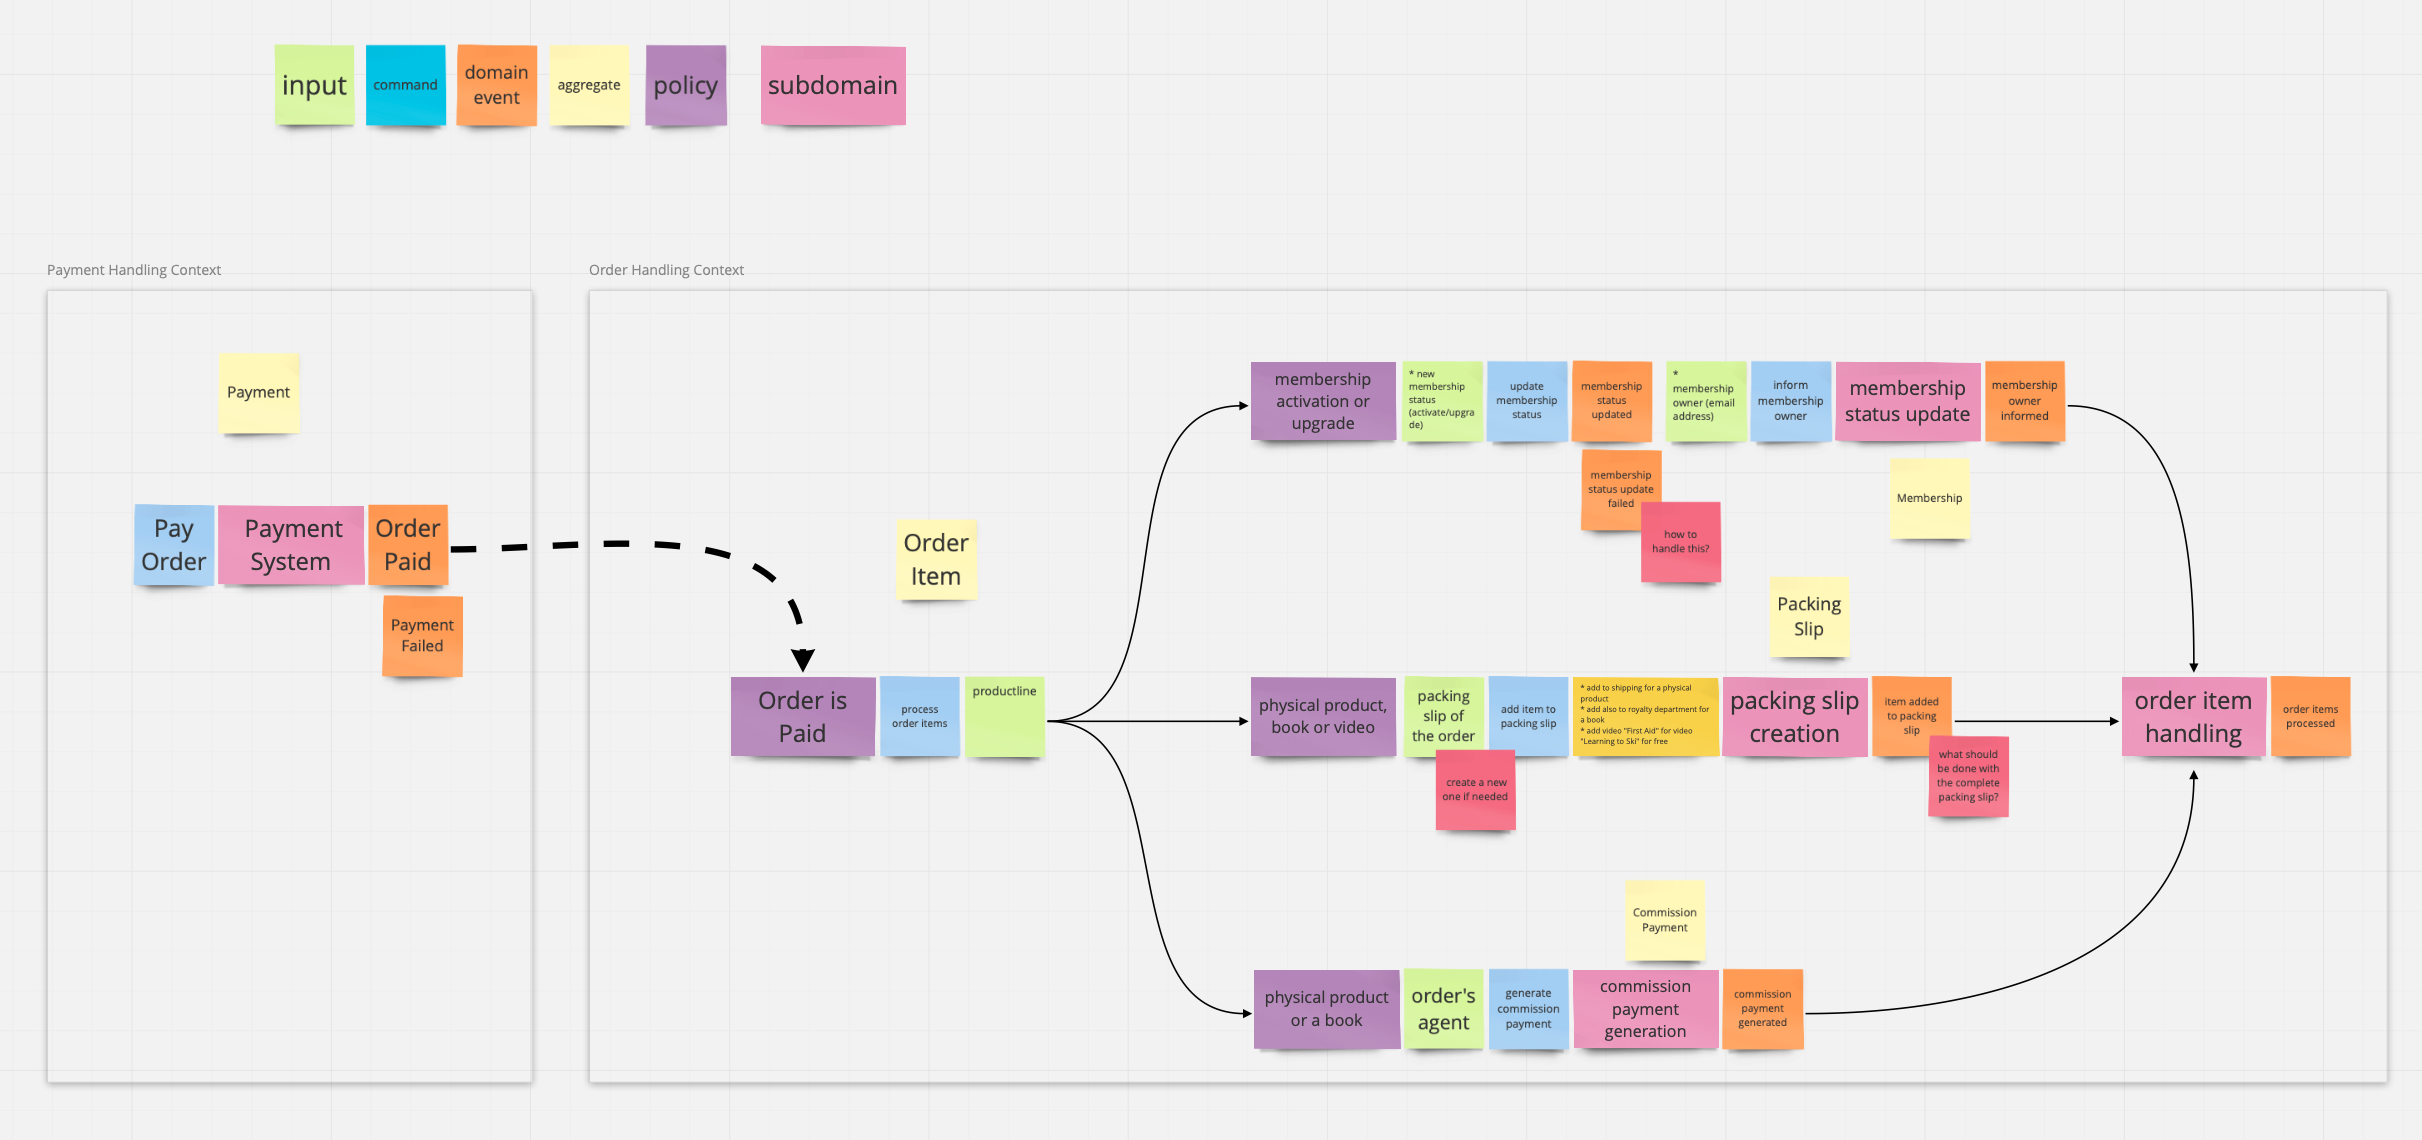 input
command
domain
event
aggregate
policy
subdomain
Payment Handling Context
Payment
Pay
Order
Payment
System
Order
Paid
Payment
Failed
Order Handling Context
Order
Item
Order is
Paid
process
order items
productline
membership
activation or
upgrade
* new
membership
status
(activate/upgra
de)
update
membership
status
membership
status
updated
membership
status update
failed
how to
handle this?
*
membership
owner (email
address)
inform
membership
owner
membership
status update
membership
owner
informed
Membership
Packing
Slip
physical product,
book or video
packing
slip of
the order
create a new
one if needed
add item to
packing slip
* add to shipping for a physical
product
* add also to royalty department for
a book
* add video "First Aid" for video
"Learning to Ski" for free
packing slip
creation
item added
to packing
slip
what should
be done with
the complete
packing slip?
order item
handling
order items
processed
Commission
Payment
physical product
or a book
order's
agent
generate
commission
payment
commission
payment
generation
commission
payment
generated